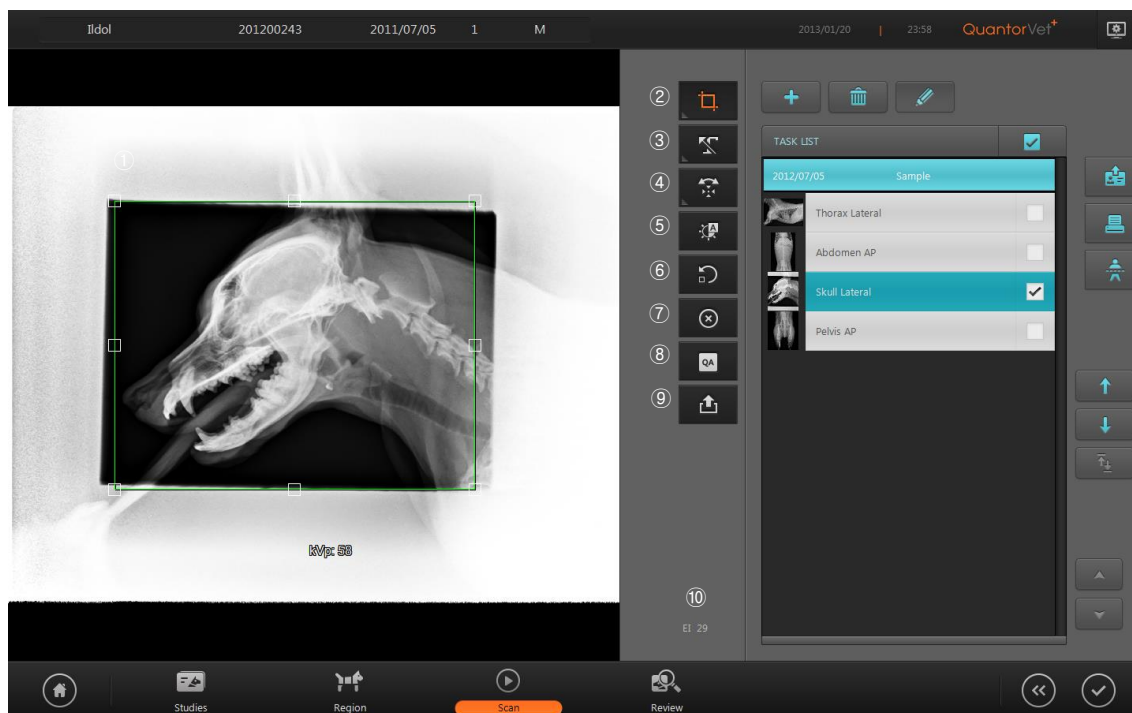 Ildol 201200243 2011/07/05 1 M 2013/01/20 | 23:58 QuantorVet+
①
②
③
④
⑤
⑥
⑦
⑧ QA
⑨
⑩
EI 29
kVp: 58
TASK LIST
2012/07/05 Sample
Thorax Lateral
Abdomen AP
Skull Lateral
Pelvis AP
Studies Region Scan Review